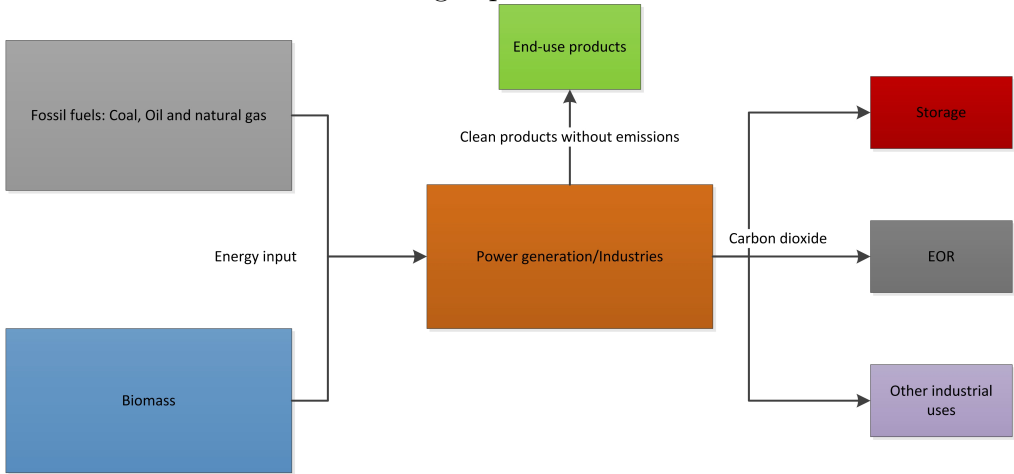 End-use products
Fossil fuels: Coal, Oil and natural gas
Storage
Clean products without emissions
Carbon dioxide
Energy input
Power generation/Industries
EOR
Biomass
Other industrial
uses